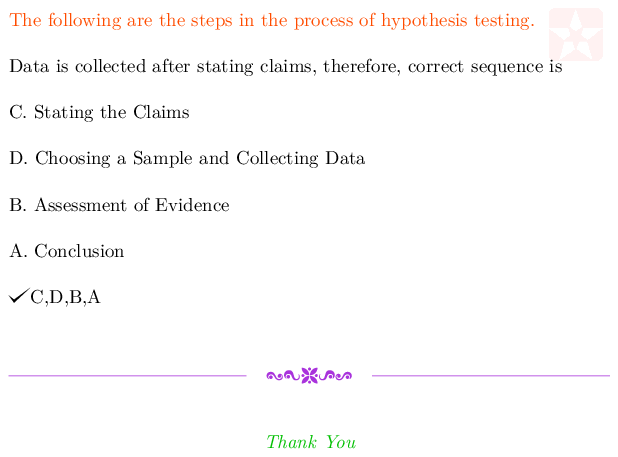 The following are the steps in the process of hypothesis testing.
Data is collected after stating claims, therefore, correct sequence is
C. Stating the Claims
D. Choosing a Sample and Collecting Data
B. Assessment of Evidence
A. Conclusion
✓C,D,B,A
Thank You